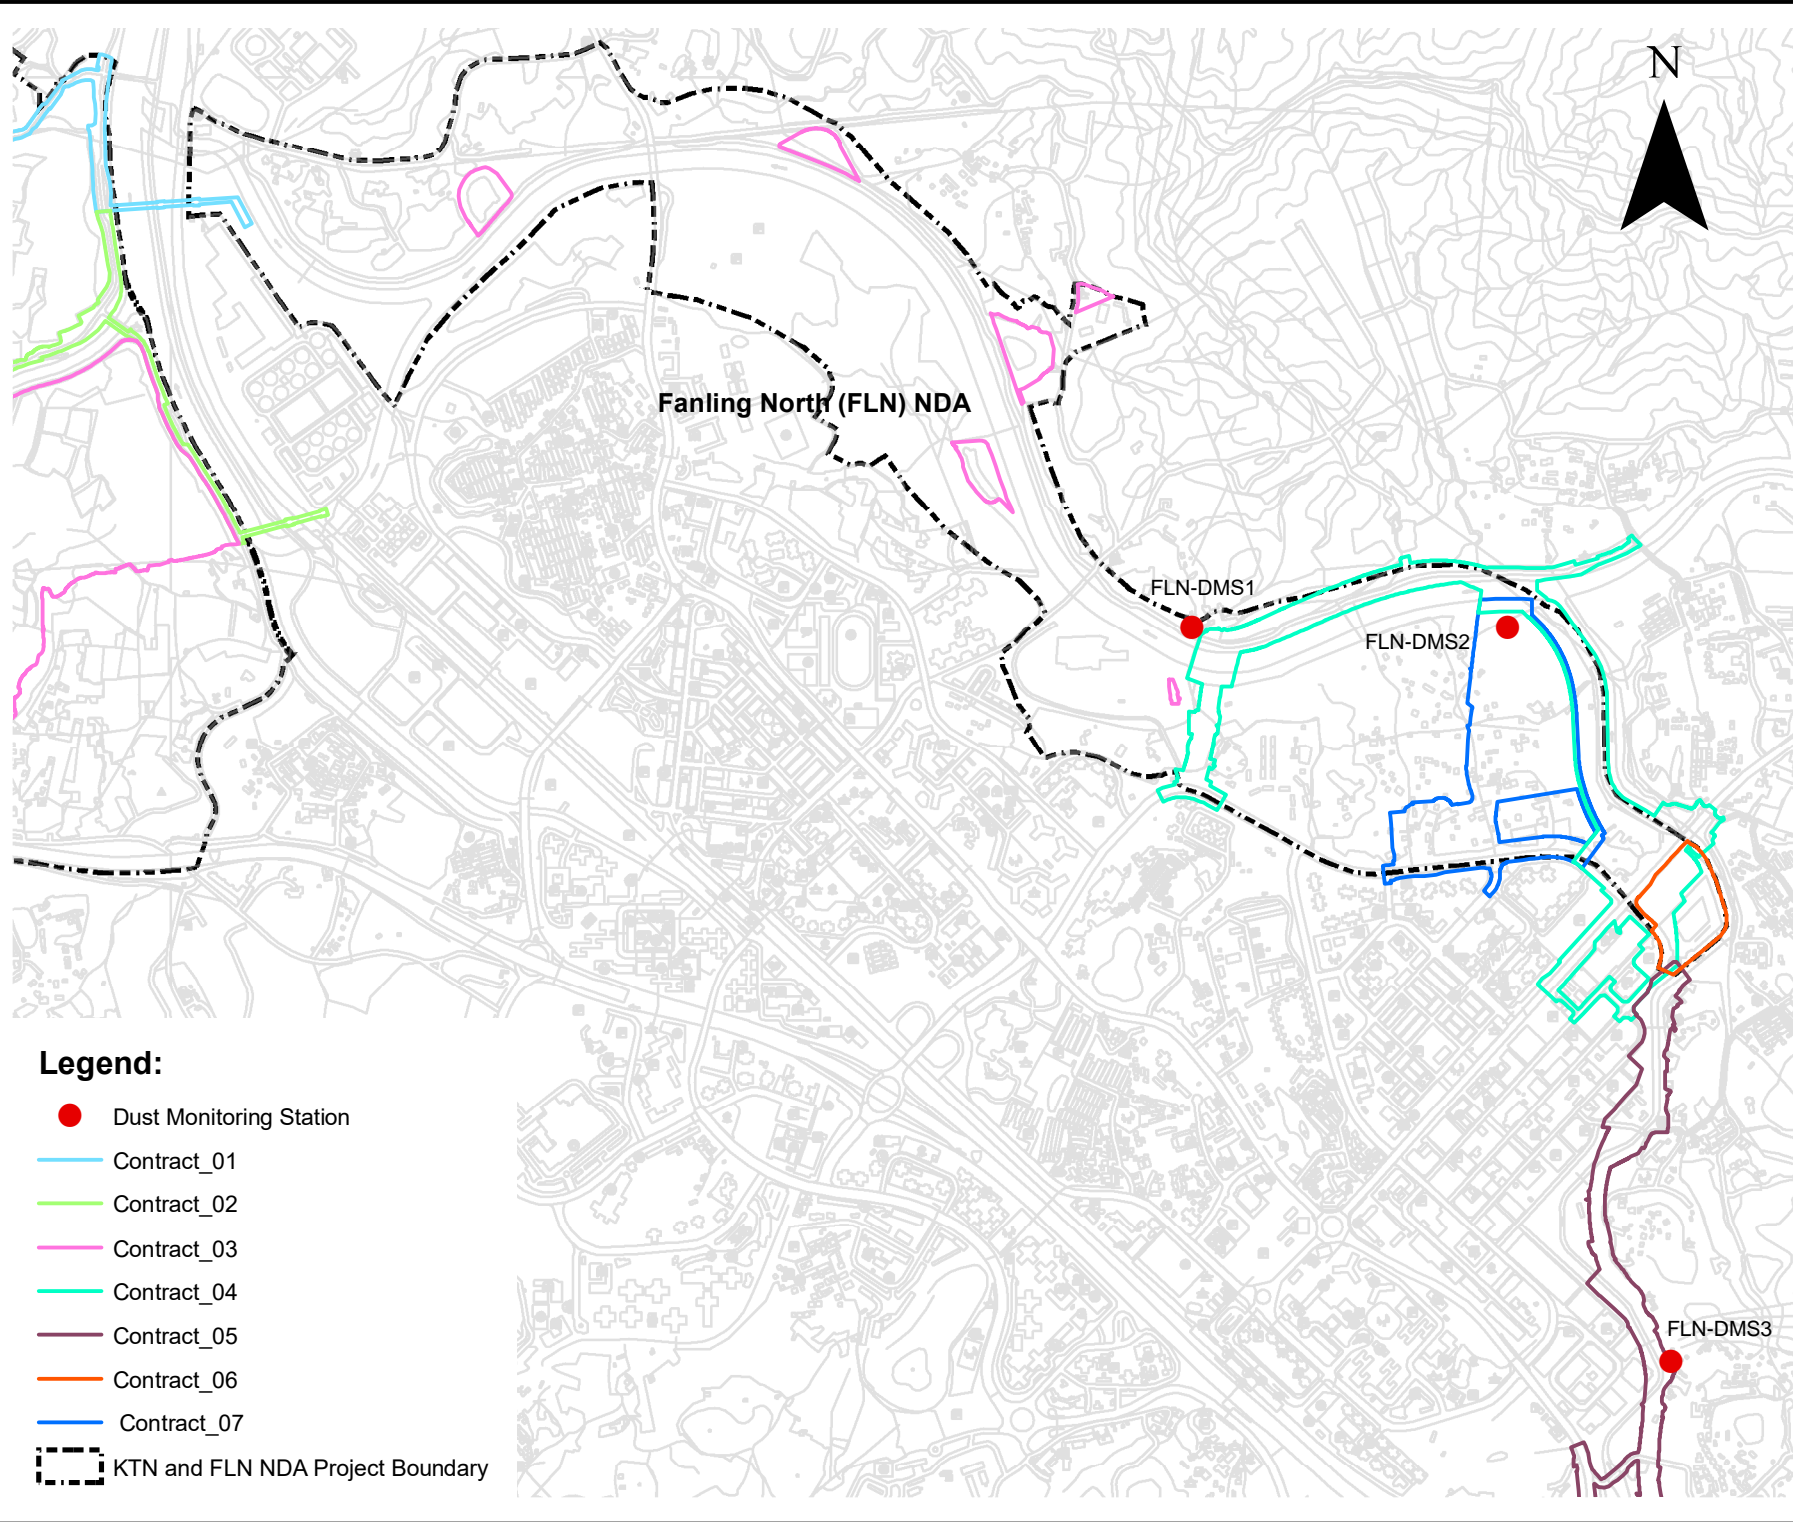 N
Fanling North (FLN) NDA
FLN-DMS1
FLN-DMS2
FLN-DMS3
Legend:
Dust Monitoring Station
Contract_01
Contract_02
Contract_03
Contract_04
Contract_05
Contract_06
Contract_07
KTN and FLN NDA Project Boundary